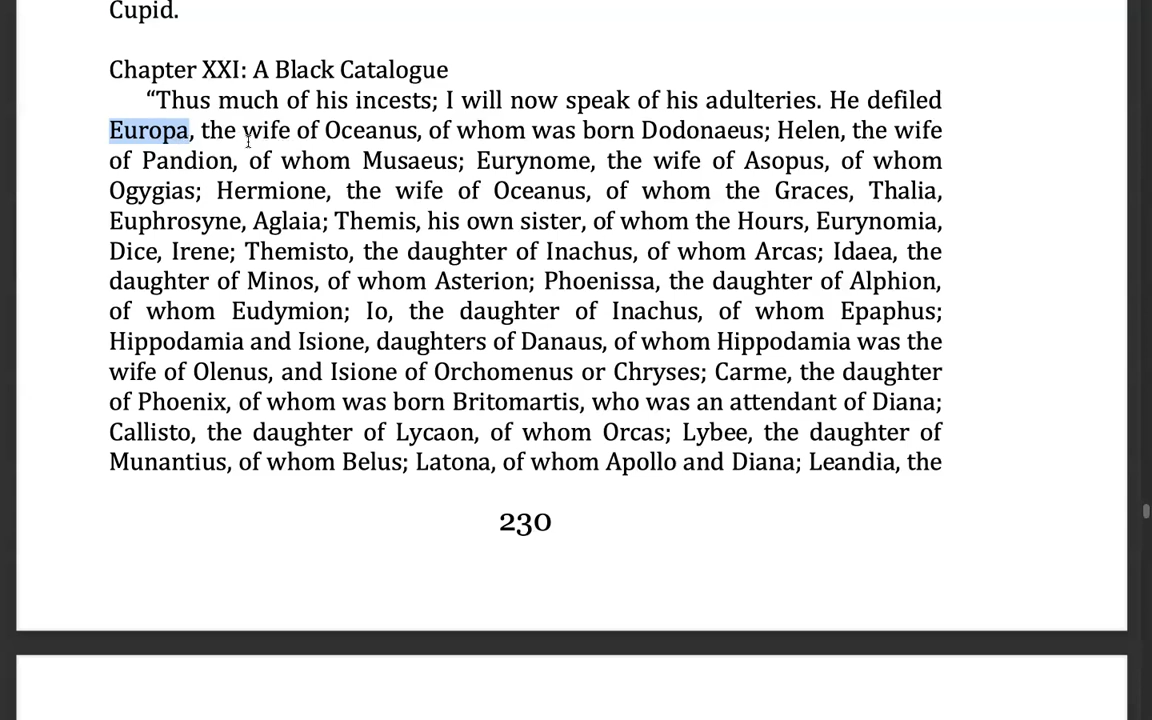 Cupid.
Chapter XXI: A Black Catalogue
“Thus much of his incests; I will now speak of his adulteries. He defiled
Europa, the wife of Oceanus, of whom was born Dodonaeus; Helen, the wife
of Pandion, of whom Musaeus; Eurynome, the wife of Asopus, of whom
Ogygias; Hermione, the wife of Oceanus, of whom the Graces, Thalia,
Euphrosyne, Aglaia; Themis, his own sister, of whom the Hours, Eurynomia,
Dice, Irene; Themisto, the daughter of Inachus, of whom Arcas; Idaea, the
daughter of Minos, of whom Asterion; Phoenissa, the daughter of Alphion,
of whom Eudymion; Io, the daughter of Inachus, of whom Epaphus;
Hippodamia and Isione, daughters of Danaus, of whom Hippodamia was the
wife of Olenus, and Isione of Orchomenus or Chryses; Carme, the daughter
of Phoenix, of whom was born Britomartis, who was an attendant of Diana;
Callisto, the daughter of Lycaon, of whom Orcas; Lybee, the daughter of
Munantius, of whom Belus; Latona, of whom Apollo and Diana; Leandia, the
230